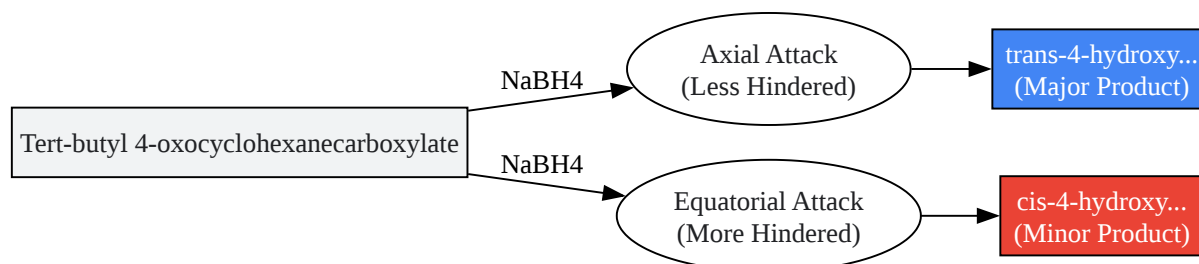 Axial Attack
(Less Hindered)
trans-4-hydroxy...
(Major Product)
NaBH4
Tert-butyl 4-oxocyclohexanecarboxylate
NaBH4
Equatorial Attack
(More Hindered)
cis-4-hydroxy...
(Minor Product)